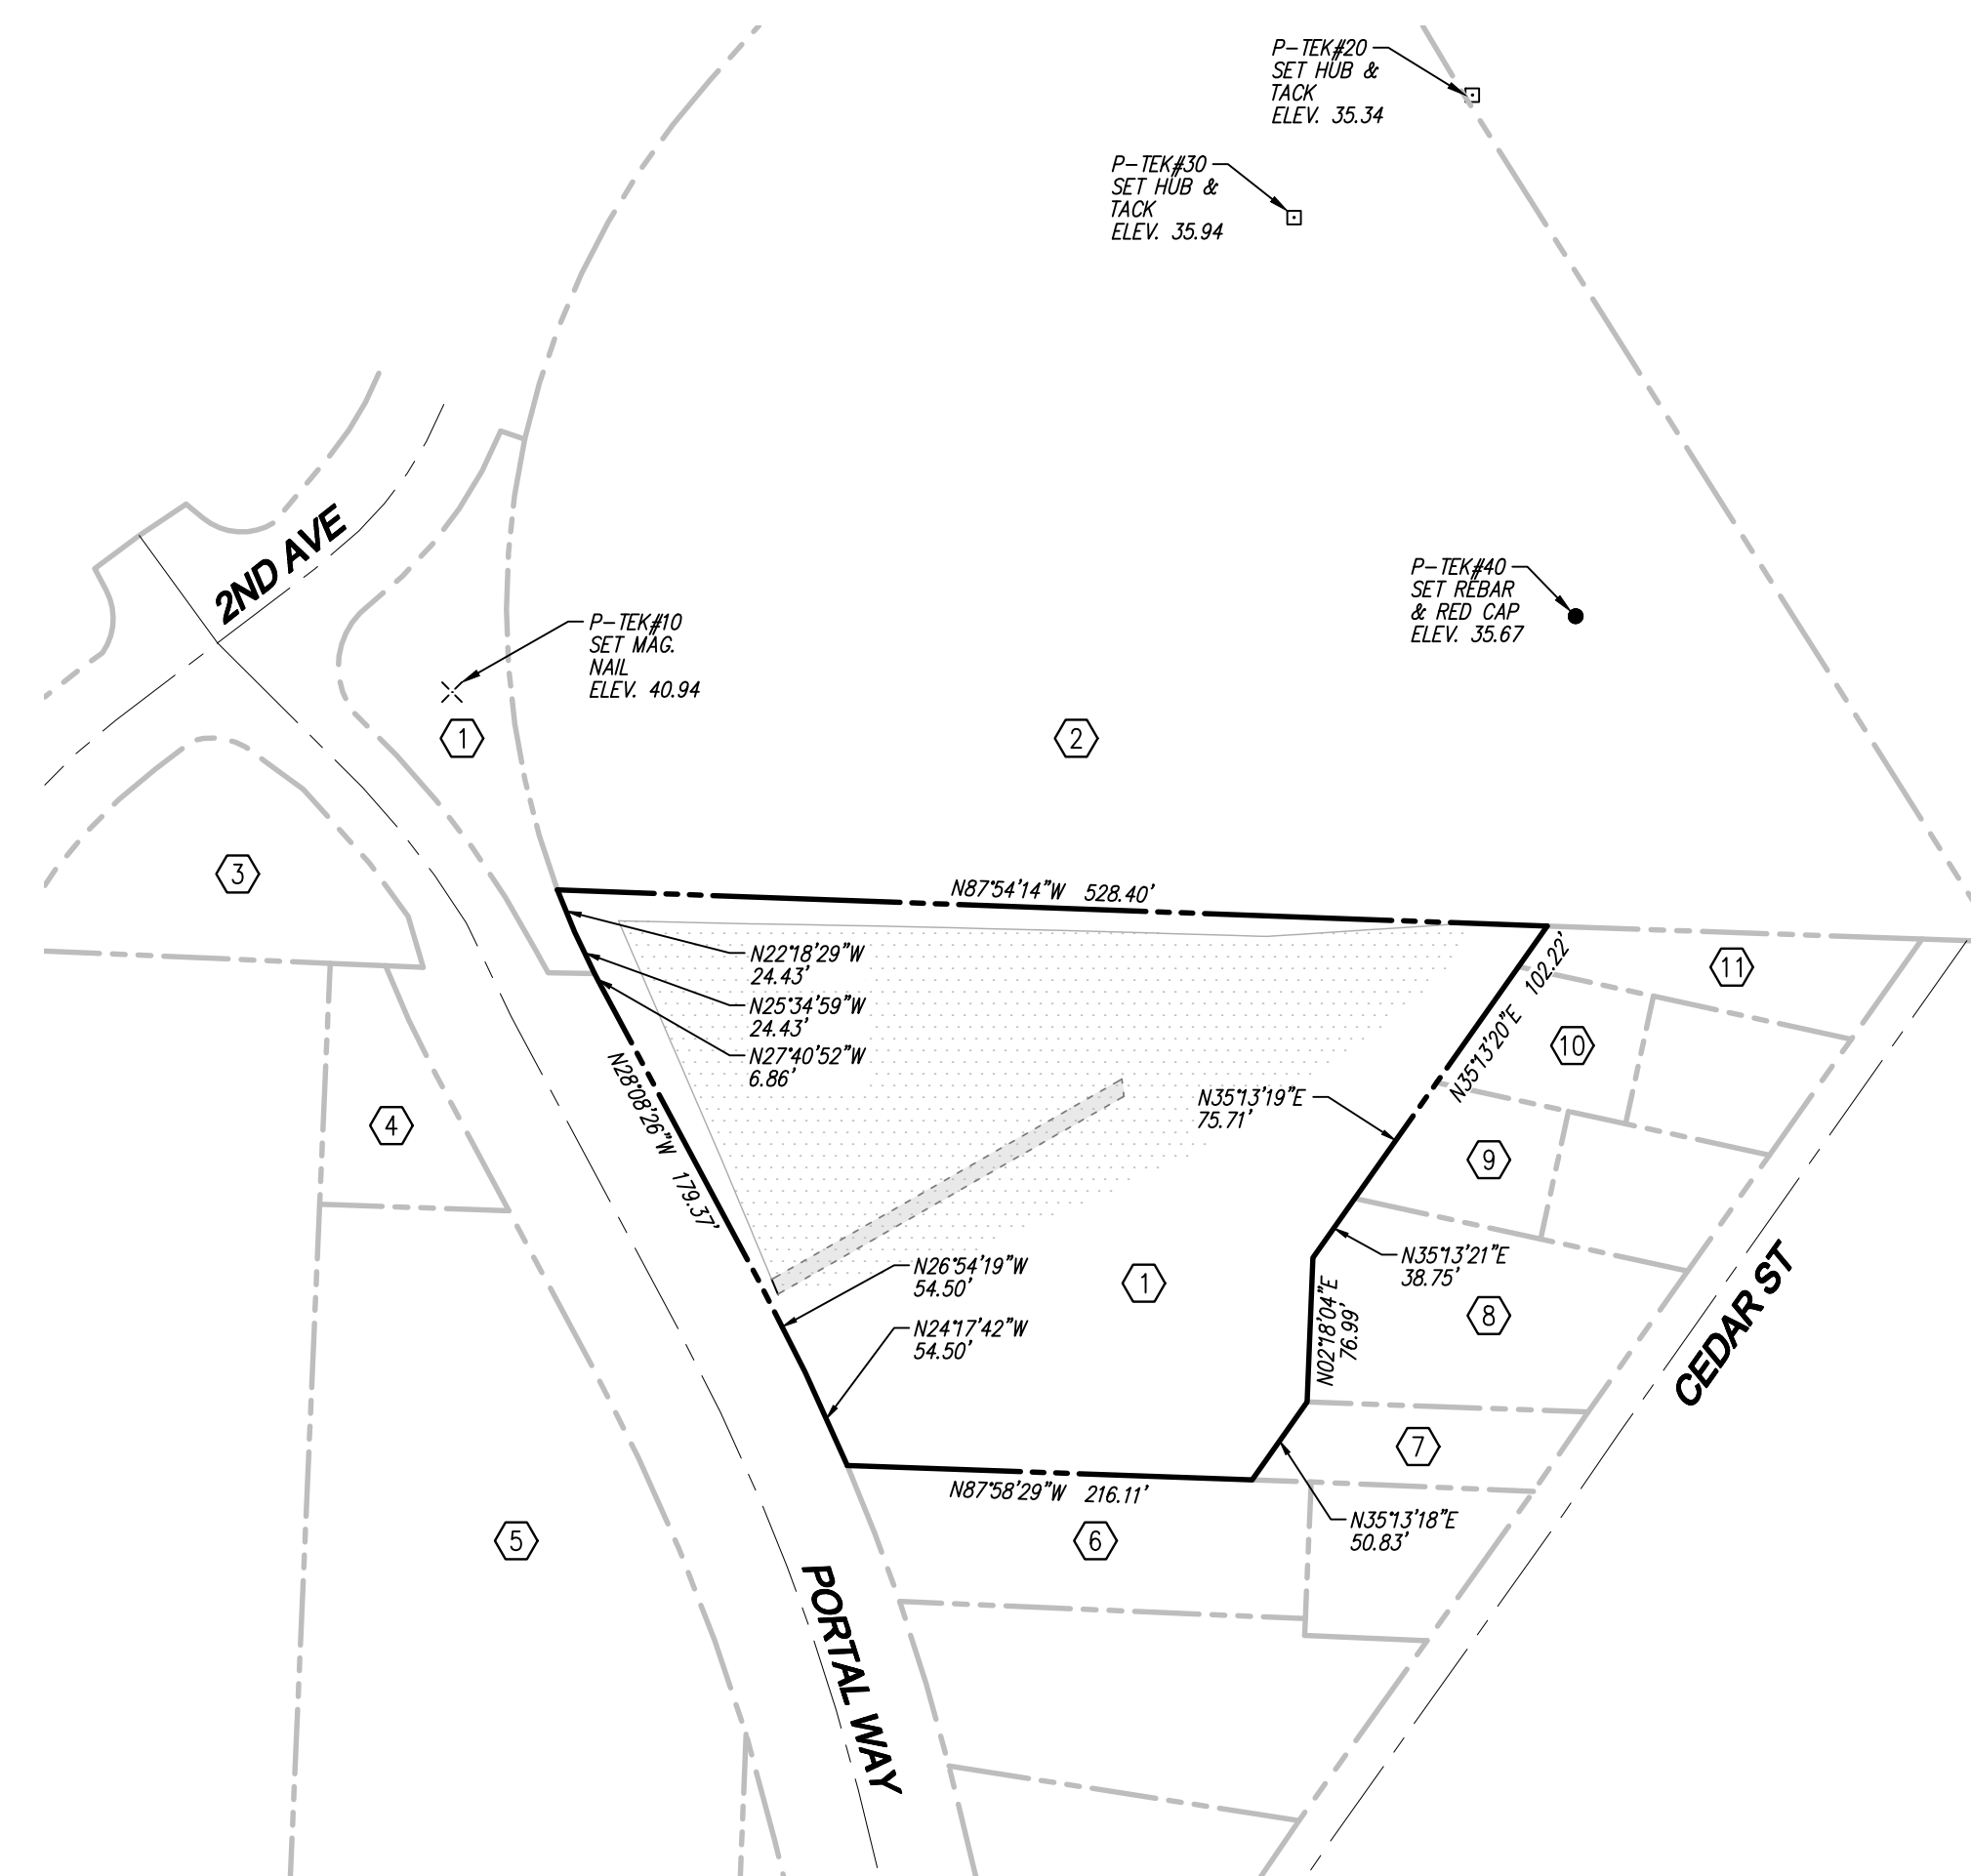 P-TEK#20
SET HUB &
TACK
ELEV. 35.34
P-TEK#30
SET HUB &
TACK
ELEV. 35.94
2ND AVE
P-TEK#10
SET MAG.
NAIL
ELEV. 40.94
P-TEK#40
SET REBAR
& RED CAP
ELEV. 35.67
1
2
3
N87°54'14"W 528.40'
N22°18'29"W
24.43'
N25°34'59"W
24.43'
N27°40'52"W
6.86'
N28°08'26"W 179.37'
N35°13'20"E 102.22'
11
10
N35°13'19"E
75.71'
4
9
N26°54'19"W
54.50'
N24°17'42"W
54.50'
1
N35°13'21"E
38.75'
8
N02°18'04"E
76.99'
CEDAR ST
7
N87°58'29"W 216.11'
N35°13'18"E
50.83'
5
6
PORTAL WAY